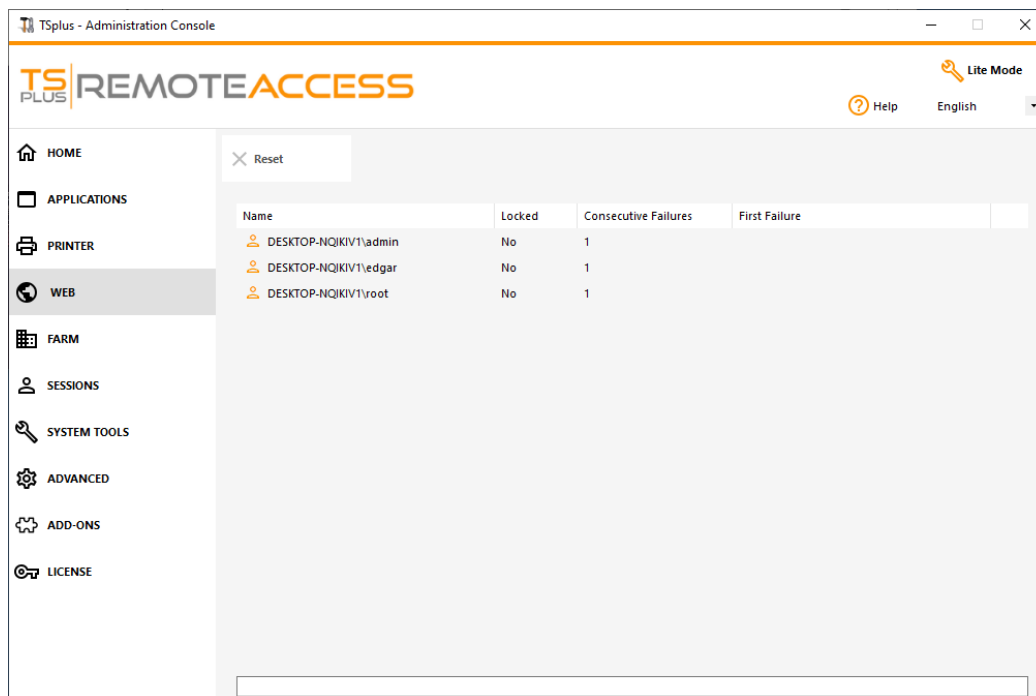 TSplus - Administration Console
TS PLUS REMOTEACCESS
Lite Mode
Help English
HOME
APPLICATIONS
PRINTER
WEB
FARM
SESSIONS
SYSTEM TOOLS
ADVANCED
ADD-ONS
LICENSE
Reset
Name Locked Consecutive Failures First Failure
DESKTOP-NQIKIV1\admin No 1
DESKTOP-NQIKIV1\edgar No 1
DESKTOP-NQIKIV1\root No 1